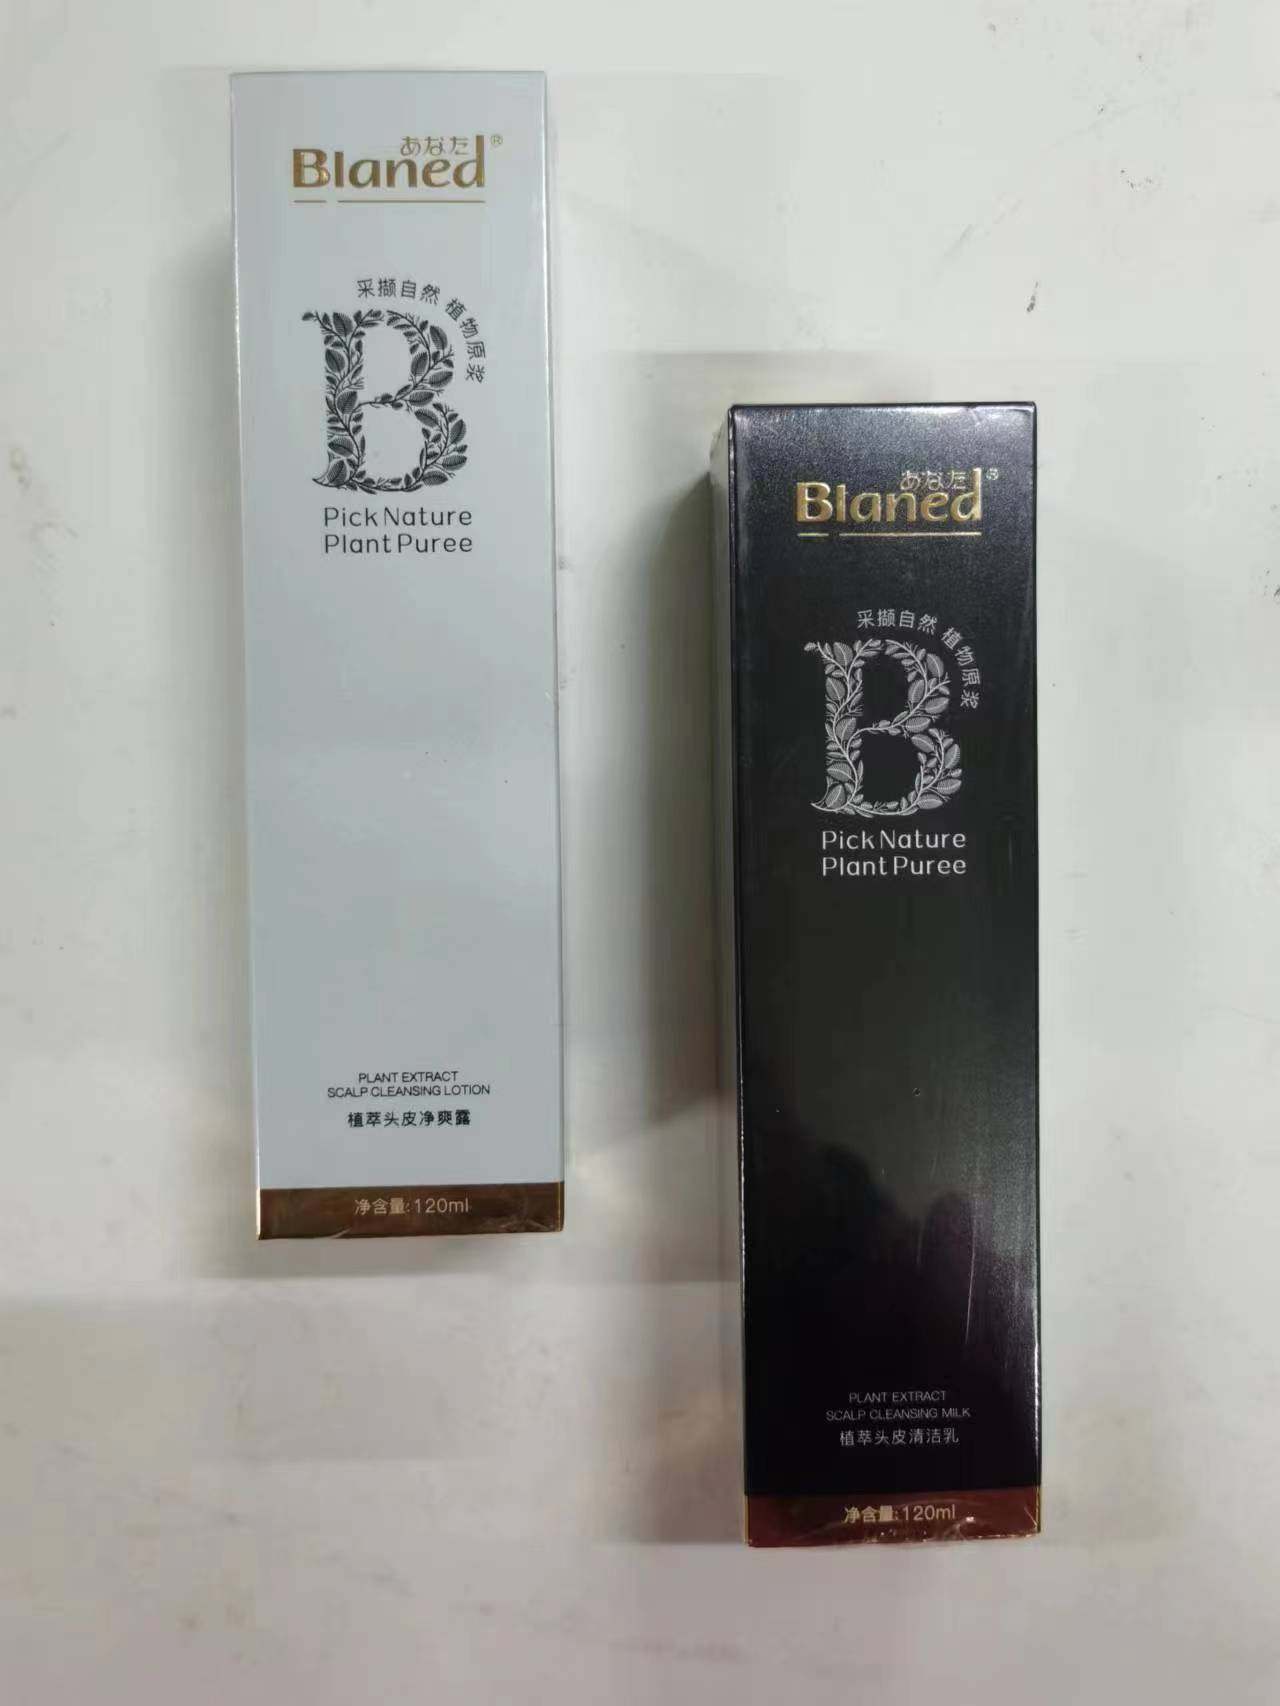 あなた
Blaned®
采撷自然 植物原浆
Pick Nature
Plant Puree
PLANT EXTRACT
SCALP CLEANSING LOTION
植萃头皮净爽露
净含量:120ml
あなた
Blaned®
采撷自然 植物原浆
Pick Nature
Plant Puree
PLANT EXTRACT
SCALP CLEANSING MILK
植萃头皮清洁乳
净含量:120ml